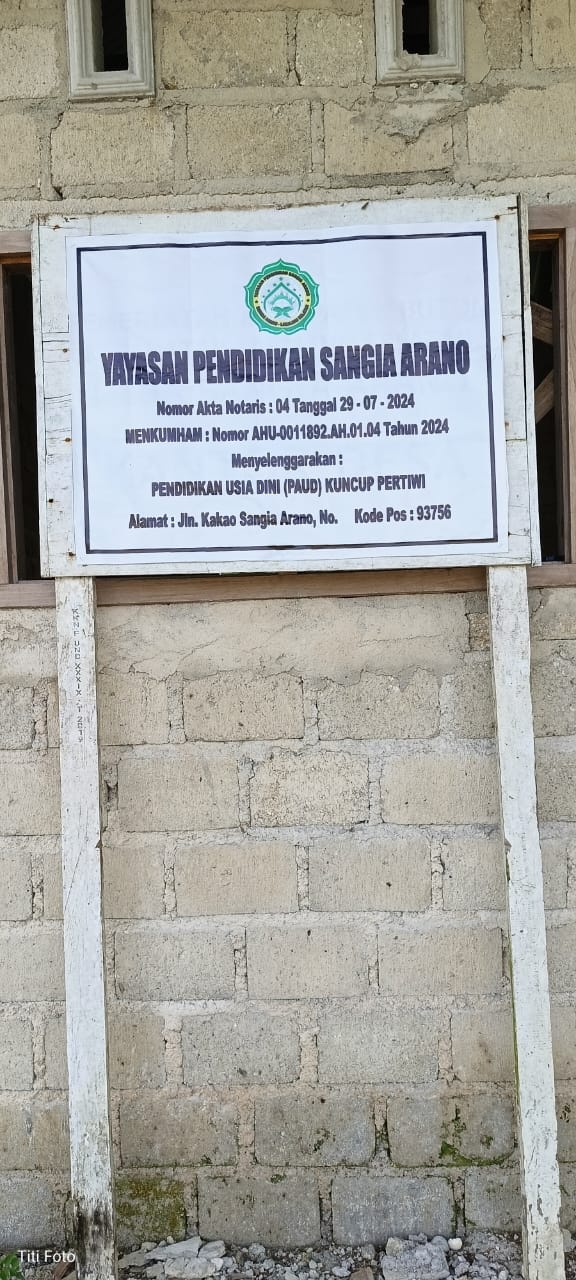 YAYASAN PENDIDIKAN SANGIA ARANO
Nomor Akta Notaris : 04 Tanggal 29 - 07 - 2024
MENKUMHAM : Nomor AHU-0011892.AH.01.04 Tahun 2024
Menyelenggarakan :
PENDIDIKAN USIA DINI (PAUD) KUNCUP PERTIWI
Alamat : Jln. Kakao Sangia Arano, No. Kode Pos : 93756
Titi Foto